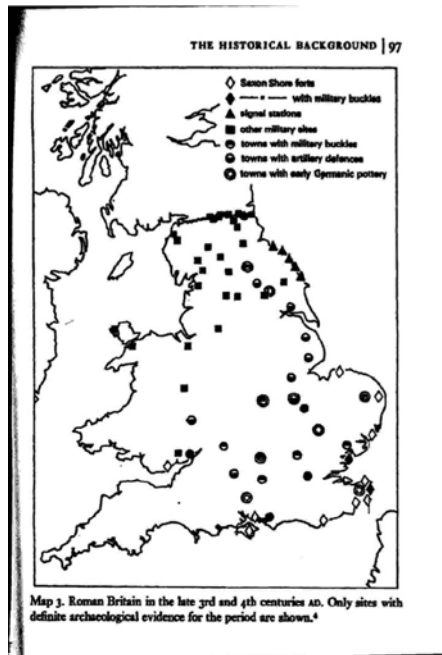 THE HISTORICAL BACKGROUND | 97
Saxon Shore forts
— " — with military buckles
signal stations
other military sites
towns with military buckles
towns with artillery defences
towns with early Germanic pottery
Map 3. Roman Britain in the late 3rd and 4th centuries AD. Only sites with
definite archaeological evidence for the period are shown.⁴